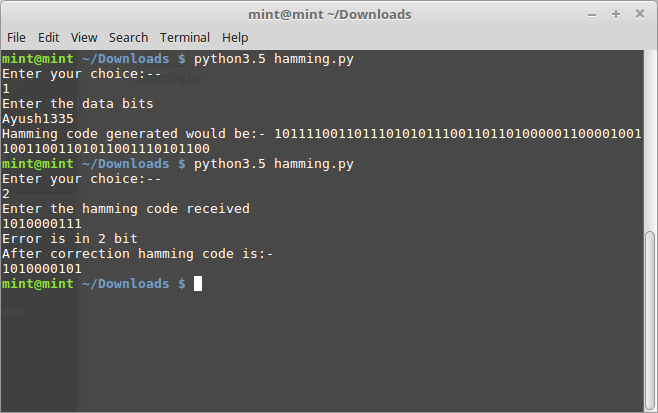 mint@mint ~/Downloads
File Edit View Search Terminal Help
mint@mint ~/Downloads $ python3.5 hamming.py
Enter your choice:--
1
Enter the data bits
Ayush1335
Hamming code generated would be:- 10111100110111010101110011011010000011000010011
10011001101011001110101100
mint@mint ~/Downloads $ python3.5 hamming.py
Enter your choice:--
2
Enter the hamming code received
1010000111
Error is in 2 bit
After correction hamming code is:-
1010000101
mint@mint ~/Downloads $